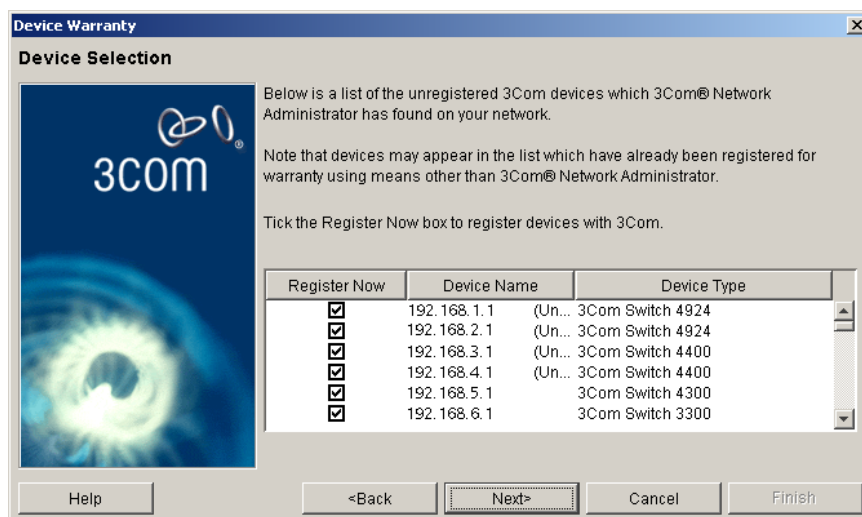 Device Warranty
Device Selection
3COM
Below is a list of the unregistered 3Com devices which 3Com® Network
Administrator has found on your network.
Note that devices may appear in the list which have already been registered for
warranty using means other than 3Com® Network Administrator.
Tick the Register Now box to register devices with 3Com.
Register Now Device Name Device Type
192.168.1.1 (Un... 3Com Switch 4924
192.168.2.1 (Un... 3Com Switch 4924
192.168.3.1 (Un... 3Com Switch 4400
192.168.4.1 (Un... 3Com Switch 4400
192.168.5.1 3Com Switch 4300
192.168.6.1 3Com Switch 3300
Help <Back Next> Cancel Finish